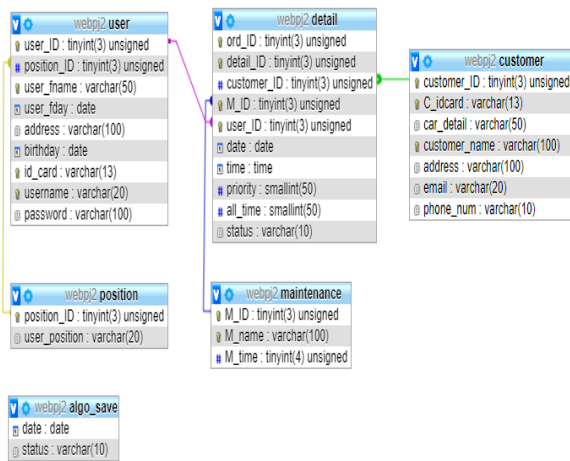 webpj2 user
user_ID : tinyint(3) unsigned
position_ID : tinyint(3) unsigned
user_fname : varchar(50)
user_fday : date
address : varchar(100)
birthday : date
id_card : varchar(13)
username : varchar(20)
password : varchar(100)
webpj2 detail
ord_ID : tinyint(3) unsigned
detail_ID : tinyint(3) unsigned
customer_ID : tinyint(3) unsigned
M_ID : tinyint(3) unsigned
user_ID : tinyint(3) unsigned
date : date
time : time
priority : smallint(50)
all_time : smallint(50)
status : varchar(10)
webpj2 customer
customer_ID : tinyint(3) unsigned
C_idcard : varchar(13)
car_detail : varchar(50)
customer_name : varchar(100)
address : varchar(100)
email : varchar(20)
phone_num : varchar(10)
webpj2 position
position_ID : tinyint(3) unsigned
user_position : varchar(20)
webpj2 maintenance
M_ID : tinyint(3) unsigned
M_name : varchar(100)
M_time : tinyint(4) unsigned
webpj2 algo_save
date : date
status : varchar(10)